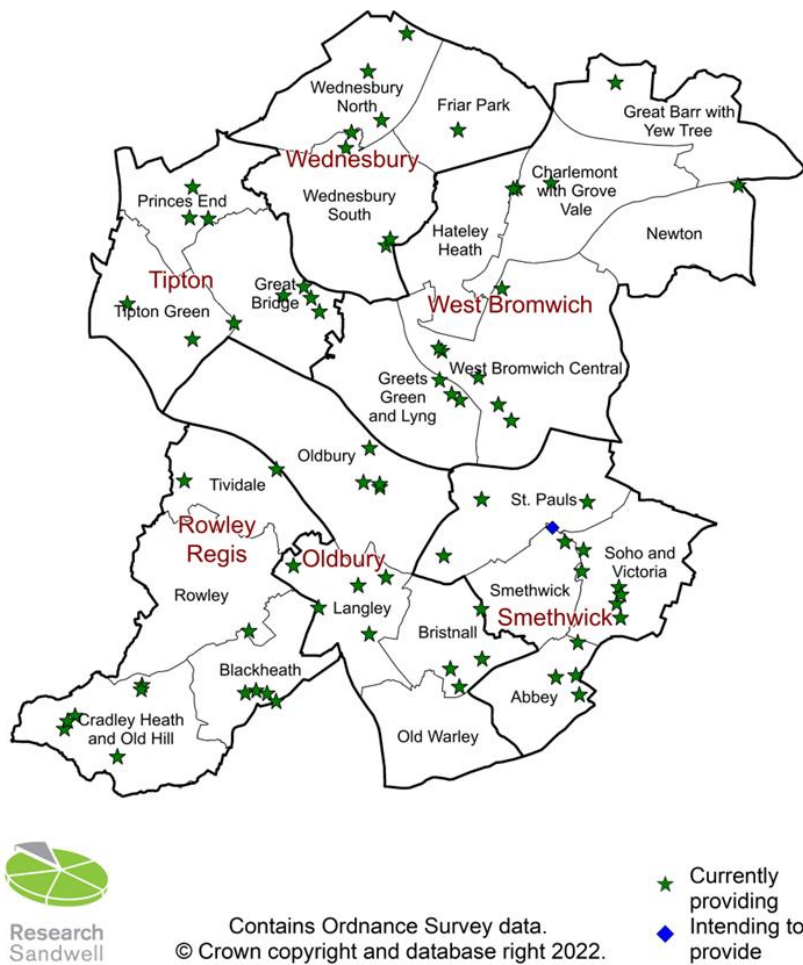 Wednesbury
North
Friar Park
Great Barr with
Yew Tree
Wednesbury
Charlemont
with Grove
Vale
Princes End
Wednesbury
South
Hateley
Heath
Newton
Tipton
Great
Bridge
Tipton Green
West Bromwich
West Bromwich Central
Greets
Green
and Lyng
Oldbury
Tividale
St. Pauls
Rowley
Regis
Oldbury
Soho and
Victoria
Rowley
Langley
Smethwick
Smethwick
Bristnall
Blackheath
Abbey
Cradley Heath
and Old Hill
Old Warley
Research
Sandwell
Contains Ordnance Survey data.
© Crown copyright and database right 2022.
Currently
providing
Intending to
provide